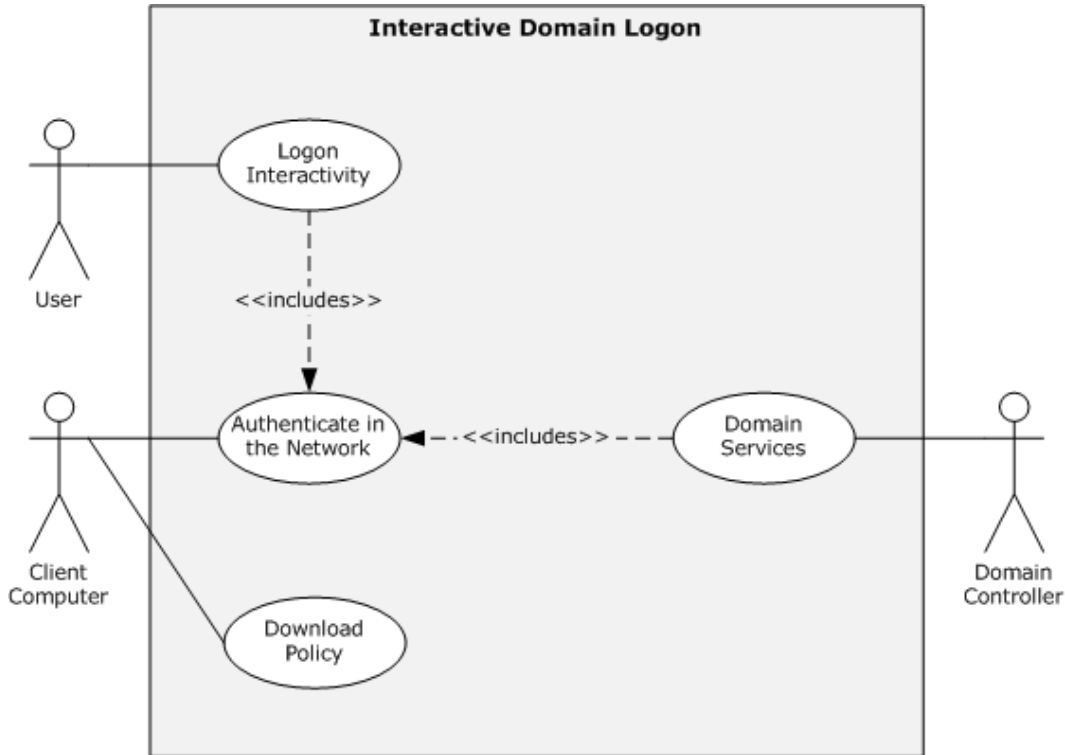 Interactive Domain Logon
Logon
Interactivity
User
<<includes>>
Authenticate in
the Network
<<includes>>
Domain
Services
Client
Computer
Domain
Controller
Download
Policy